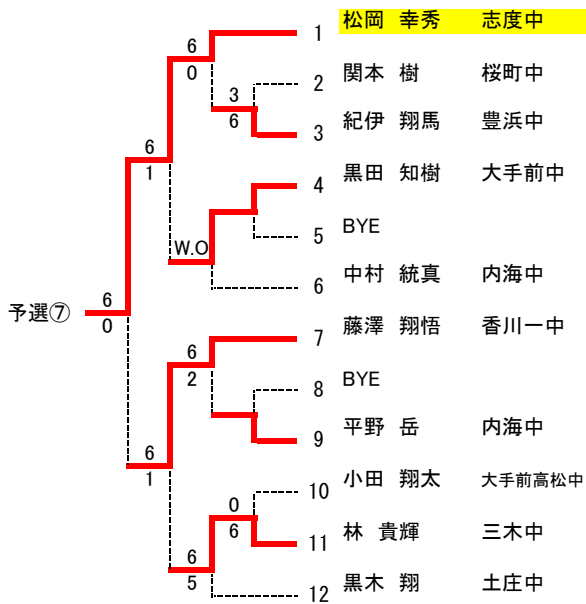 1 松岡 幸秀 志度中
6
0
2 関本 樹 桜町中
3
6
3 紀伊 翔馬 豊浜中
6
1
4 黒田 知樹 大手前中
5 BYE
W.O
6 中村 統真 内海中
予選⑦
6
0
7 藤澤 翔悟 香川一中
6
2
8 BYE
9 平野 岳 内海中
6
1
10 小田 翔太 大手前高松中
0
6
11 林 貴輝 三木中
6
5
12 黒木 翔 土庄中